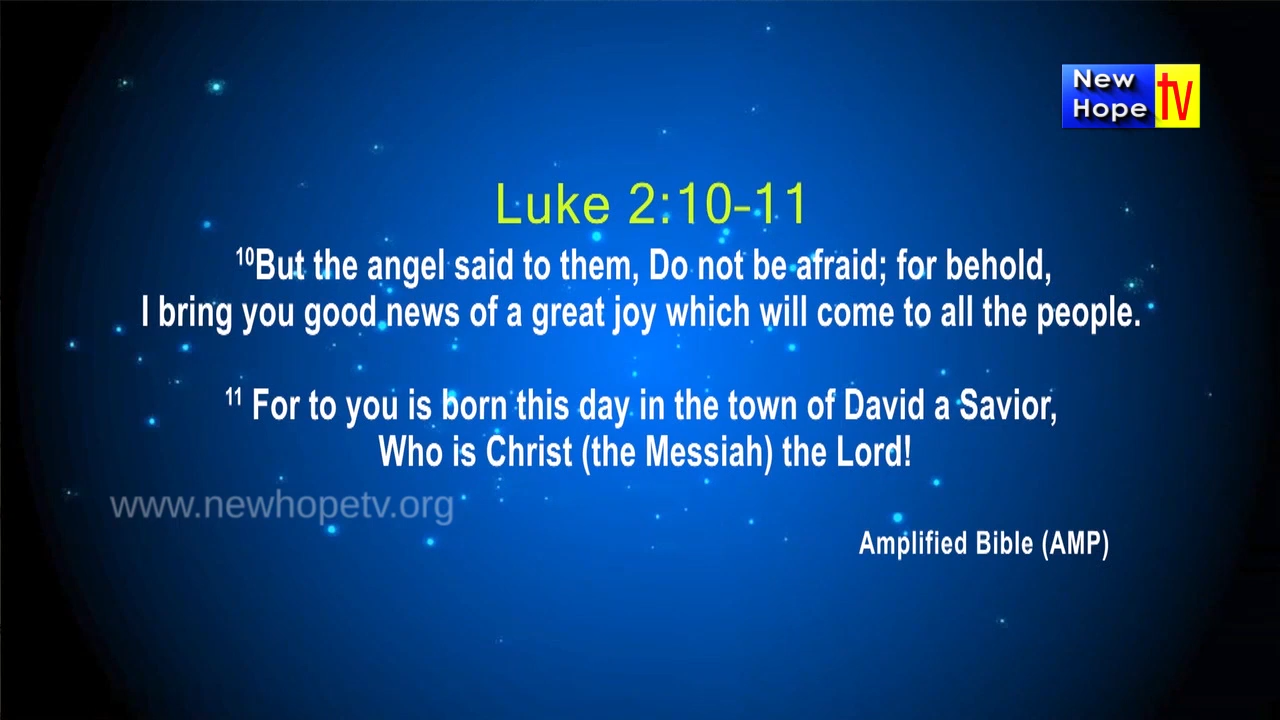 New
Hope
tv
Luke 2:10-11
10But the angel said to them, Do not be afraid; for behold,
I bring you good news of a great joy which will come to all the people.
11 For to you is born this day in the town of David a Savior,
Who is Christ (the Messiah) the Lord!
www.newhopetv.org
Amplified Bible (AMP)